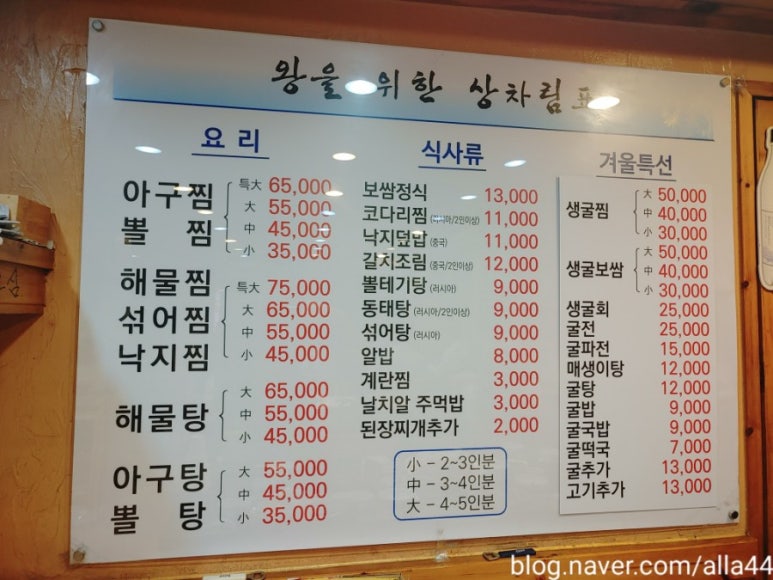 왕을 위한 상차림표
요 리
아구찜
뽈 찜
특大 65,000
大 55,000
中 45,000
小 35,000
해물찜
섞어찜
낙지찜
특大 75,000
大 65,000
中 55,000
小 45,000
해물탕
大 65,000
中 55,000
小 45,000
아구탕
뽈 탕
大 55,000
中 45,000
小 35,000
식사류
보쌈정식 13,000
코다리찜 (러시아/2인이상) 11,000
낙지덮밥 (중국) 11,000
갈치조림 (중국/2인이상) 12,000
뽈테기탕 (러시아) 9,000
동태탕 (러시아/2인이상) 9,000
섞어탕 (러시아) 9,000
알밥 8,000
계란찜 3,000
날치알 주먹밥 3,000
된장찌개추가 2,000
小 - 2~3인분
中 - 3~4인분
大 - 4~5인분
겨울특선
생굴찜
大 50,000
中 40,000
小 30,000
생굴보쌈
大 50,000
中 40,000
小 30,000
생굴회 25,000
굴전 25,000
굴파전 15,000
매생이탕 12,000
굴탕 12,000
굴밥 9,000
굴국밥 9,000
굴떡국 7,000
굴추가 13,000
고기추가 13,000
blog.naver.com/alla44